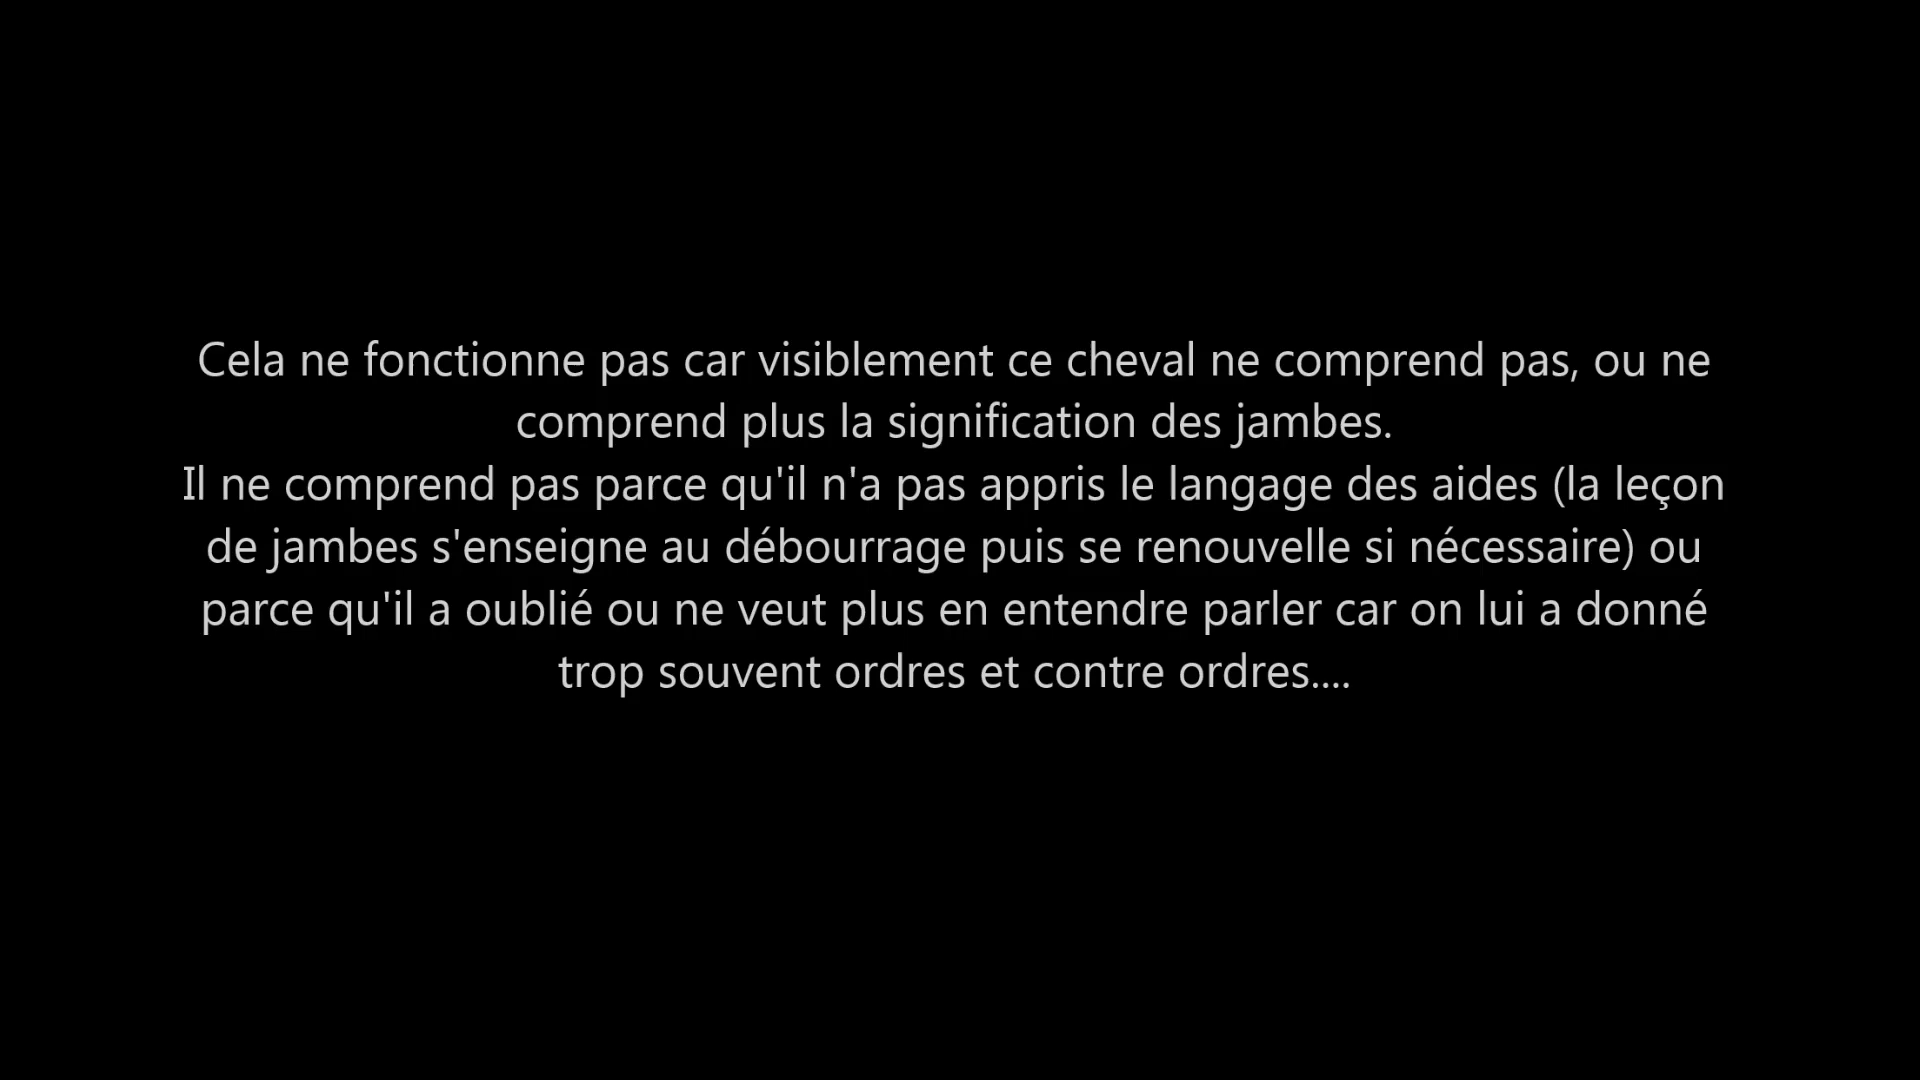 Cela ne fonctionne pas car visiblement ce cheval ne comprend pas, ou ne
comprend plus la signification des jambes.
Il ne comprend pas parce qu'il n'a pas appris le langage des aides (la leçon
de jambes s'enseigne au débourrage puis se renouvelle si nécessaire) ou
parce qu'il a oublié ou ne veut plus en entendre parler car on lui a donné
trop souvent ordres et contre ordres....